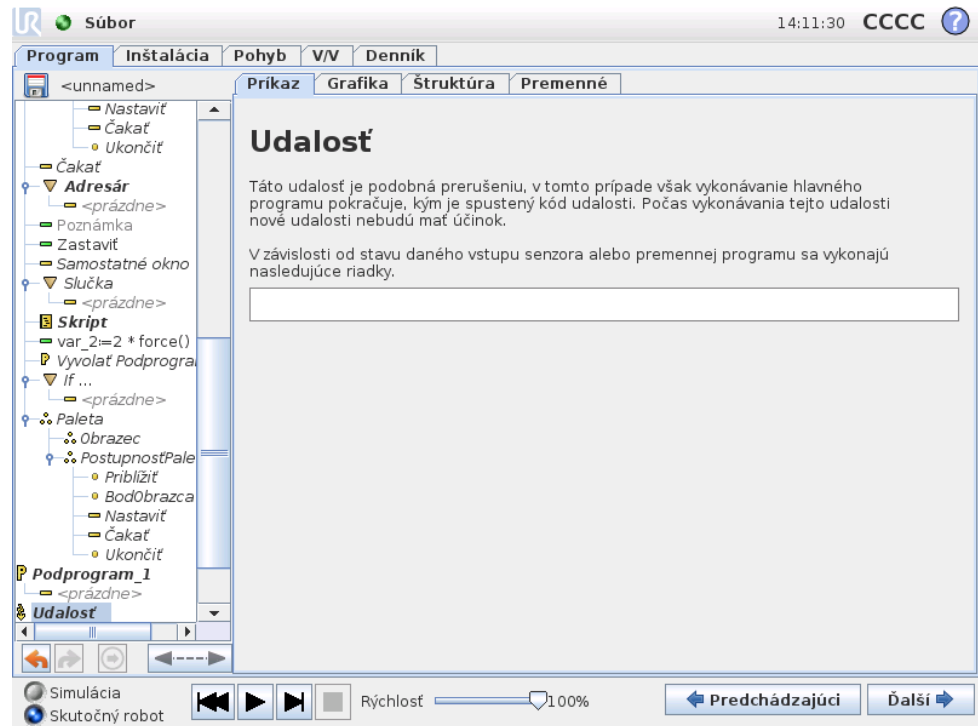 UR
Súbor
14:11:30 CCCC ?
Program Inštalácia Pohyb V/V Denník
<unnamed>
Príkaz Grafika Štruktúra Premenné
Nastaviť
Čakať
Ukončiť
Čakať
Adresár
<prázdne>
Poznámka
Zastaviť
Samostatné okno
Slučka
<prázdne>
Skript
var_2≔2 * force()
Vyvolať Podprogra
If ...
<prázdne>
Paleta
Obrazec
PostupnosťPale
Priblížiť
BodObrazca
Nastaviť
Čakať
Ukončiť
Podprogram_1
<prázdne>
Udalosť
Udalosť
Táto udalosť je podobná prerušeniu, v tomto prípade však vykonávanie hlavného
programu pokračuje, kým je spustený kód udalosti. Počas vykonávania tejto udalosti
nové udalosti nebudú mať účinok.
V závislosti od stavu daného vstupu senzora alebo premennej programu sa vykonajú
nasledujúce riadky.
Simulácia
Skutočný robot
Rýchlosť 100%
Predchádzajúci
Ďalší